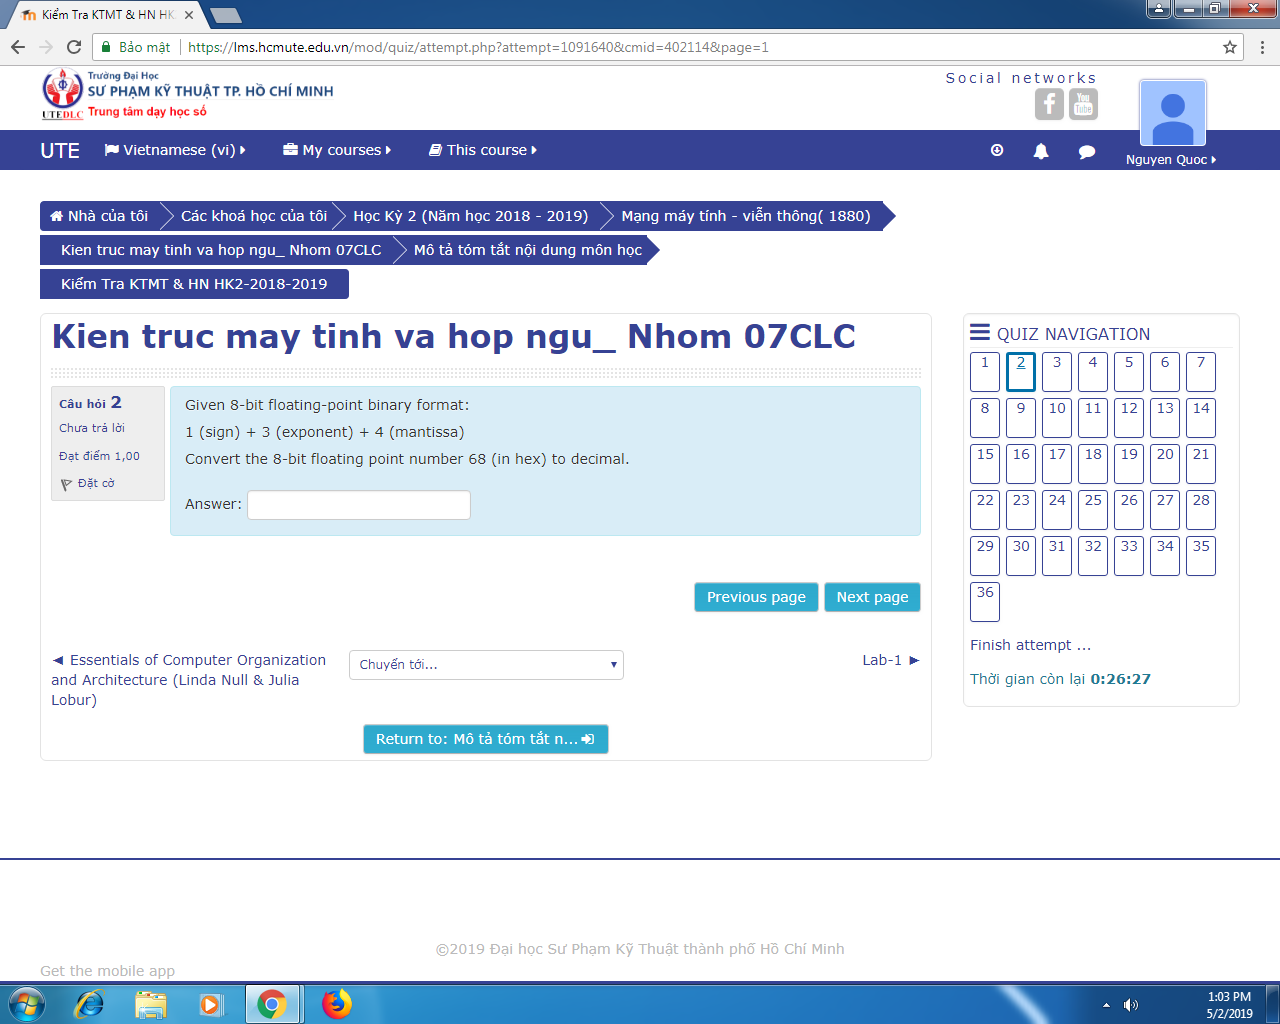 Kiểm Tra KTMT & HN HK
Bảo mật
https://lms.hcmute.edu.vn/mod/quiz/attempt.php?attempt=1091640&cmid=402114&page=1
Trường Đại Học
SƯ PHẠM KỸ THUẬT TP. HỒ CHÍ MINH
UTEDLC Trung tâm dạy học số
Social networks
You Tube
UTE Vietnamese (vi) My courses This course
Nguyen Quoc
Nhà của tôi Các khoá học của tôi Học Kỳ 2 (Năm học 2018 - 2019) Mạng máy tính - viễn thông( 1880)
Kien truc may tinh va hop ngu_ Nhom 07CLC Mô tả tóm tắt nội dung môn học
Kiểm Tra KTMT & HN HK2-2018-2019
Kien truc may tinh va hop ngu_ Nhom 07CLC
Câu hỏi 2
Chưa trả lời
Đạt điểm 1,00
Đặt cờ
Given 8-bit floating-point binary format:
1 (sign) + 3 (exponent) + 4 (mantissa)
Convert the 8-bit floating point number 68 (in hex) to decimal.
Answer:
Previous page Next page
◄ Essentials of Computer Organization
and Architecture (Linda Null & Julia
Lobur)
Chuyển tới...
Lab-1 ►
Return to: Mô tả tóm tắt n...
QUIZ NAVIGATION
1 2 3 4 5 6 7
8 9 10 11 12 13 14
15 16 17 18 19 20 21
22 23 24 25 26 27 28
29 30 31 32 33 34 35
36
Finish attempt ...
Thời gian còn lại 0:26:27
©2019 Đại học Sư Phạm Kỹ Thuật thành phố Hồ Chí Minh
Get the mobile app
1:03 PM
5/2/2019